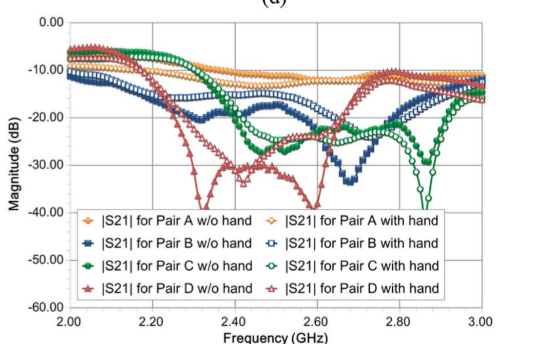 (d)
0.00
-10.00
-20.00
-30.00
-40.00
-50.00
-60.00
Magnitude (dB)
|S21| for Pair A w/o hand |S21| for Pair A with hand
|S21| for Pair B w/o hand |S21| for Pair B with hand
|S21| for Pair C w/o hand |S21| for Pair C with hand
|S21| for Pair D w/o hand |S21| for Pair D with hand
2.00 2.20 2.40 2.60 2.80 3.00
Frequency (GHz)